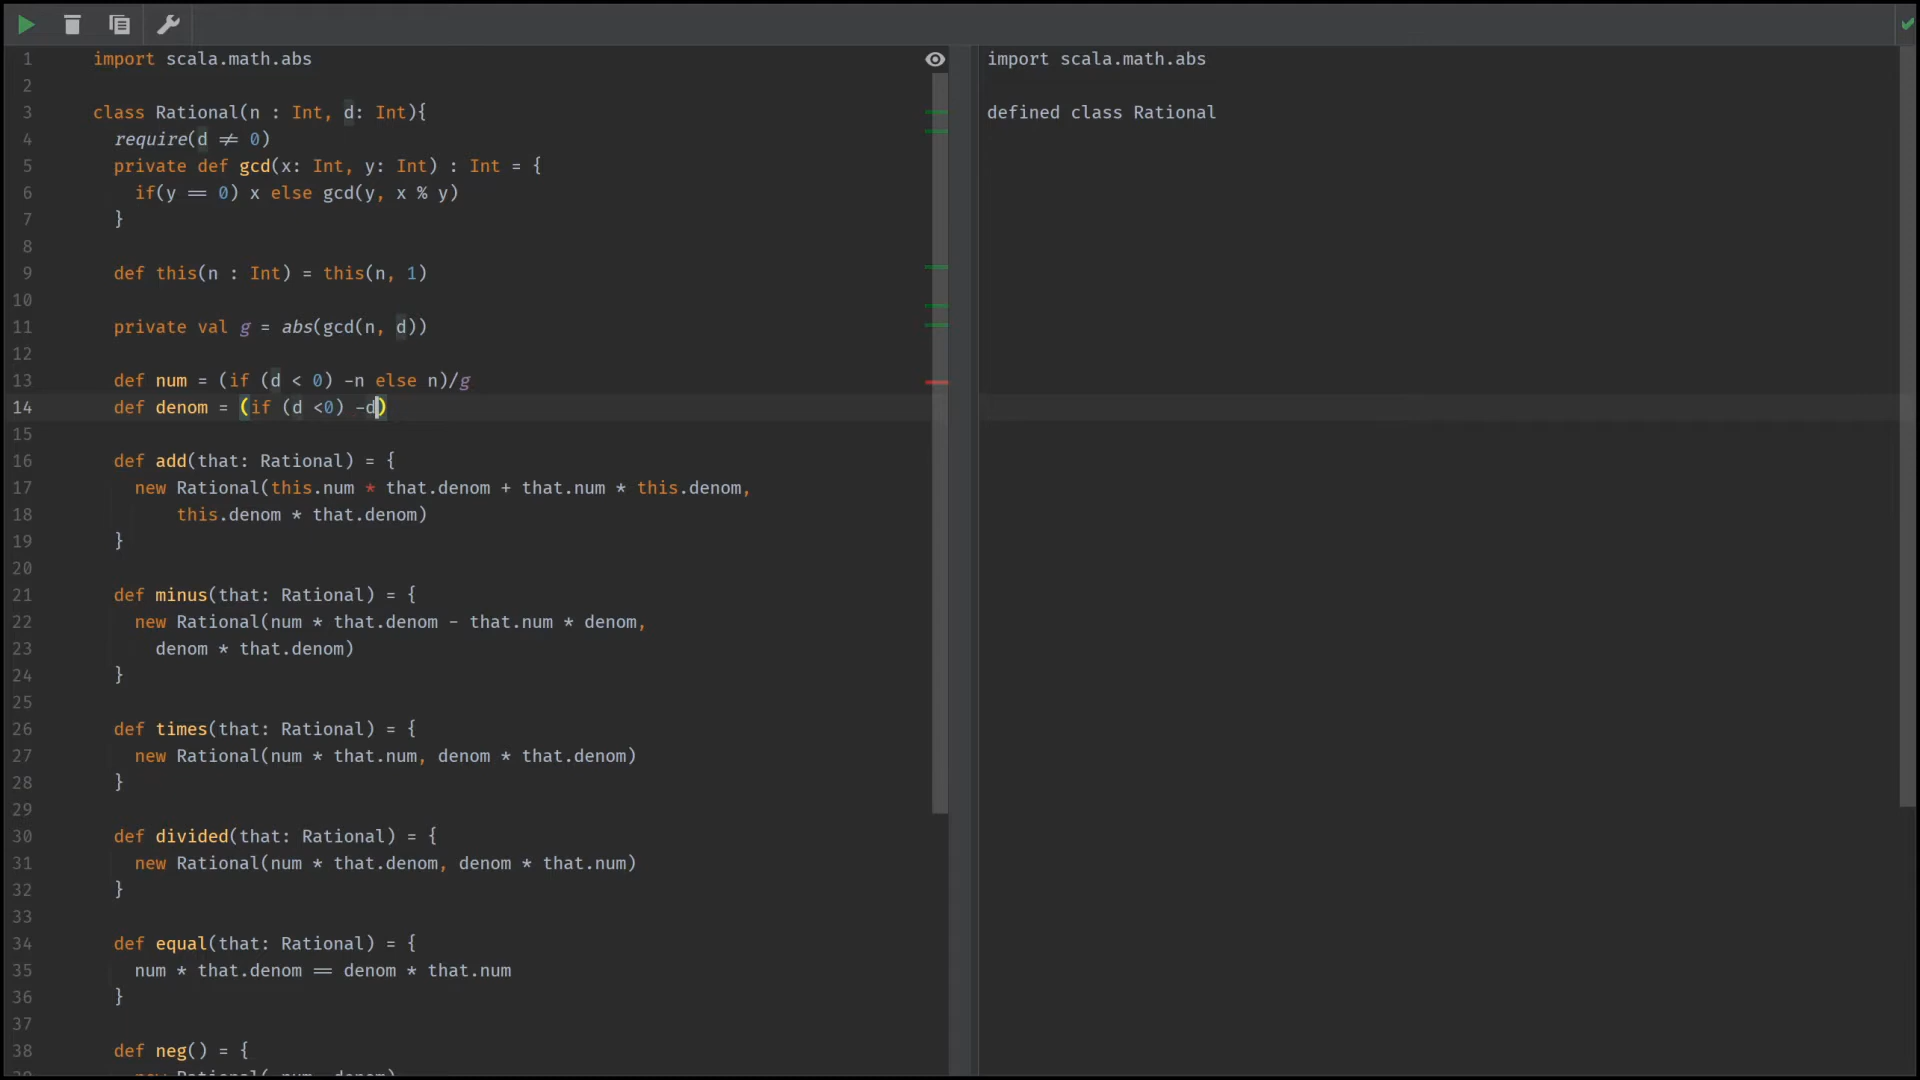 1 import scala.math.abs
2
3 class Rational(n : Int, d: Int){
4 require(d ≠ 0)
5 private def gcd(x: Int, y: Int) : Int = {
6 if(y == 0) x else gcd(y, x % y)
7 }
8
9 def this(n : Int) = this(n, 1)
10
11 private val g = abs(gcd(n, d))
12
13 def num = (if (d < 0) -n else n)/g
14 def denom = (if (d <0) -d)
15
16 def add(that: Rational) = {
17 new Rational(this.num * that.denom + that.num * this.denom,
18 this.denom * that.denom)
19 }
20
21 def minus(that: Rational) = {
22 new Rational(num * that.denom - that.num * denom,
23 denom * that.denom)
24 }
25
26 def times(that: Rational) = {
27 new Rational(num * that.num, denom * that.denom)
28 }
29
30 def divided(that: Rational) = {
31 new Rational(num * that.denom, denom * that.num)
32 }
33
34 def equal(that: Rational) = {
35 num * that.denom == denom * that.num
36 }
37
38 def neg() = {
import scala.math.abs
defined class Rational